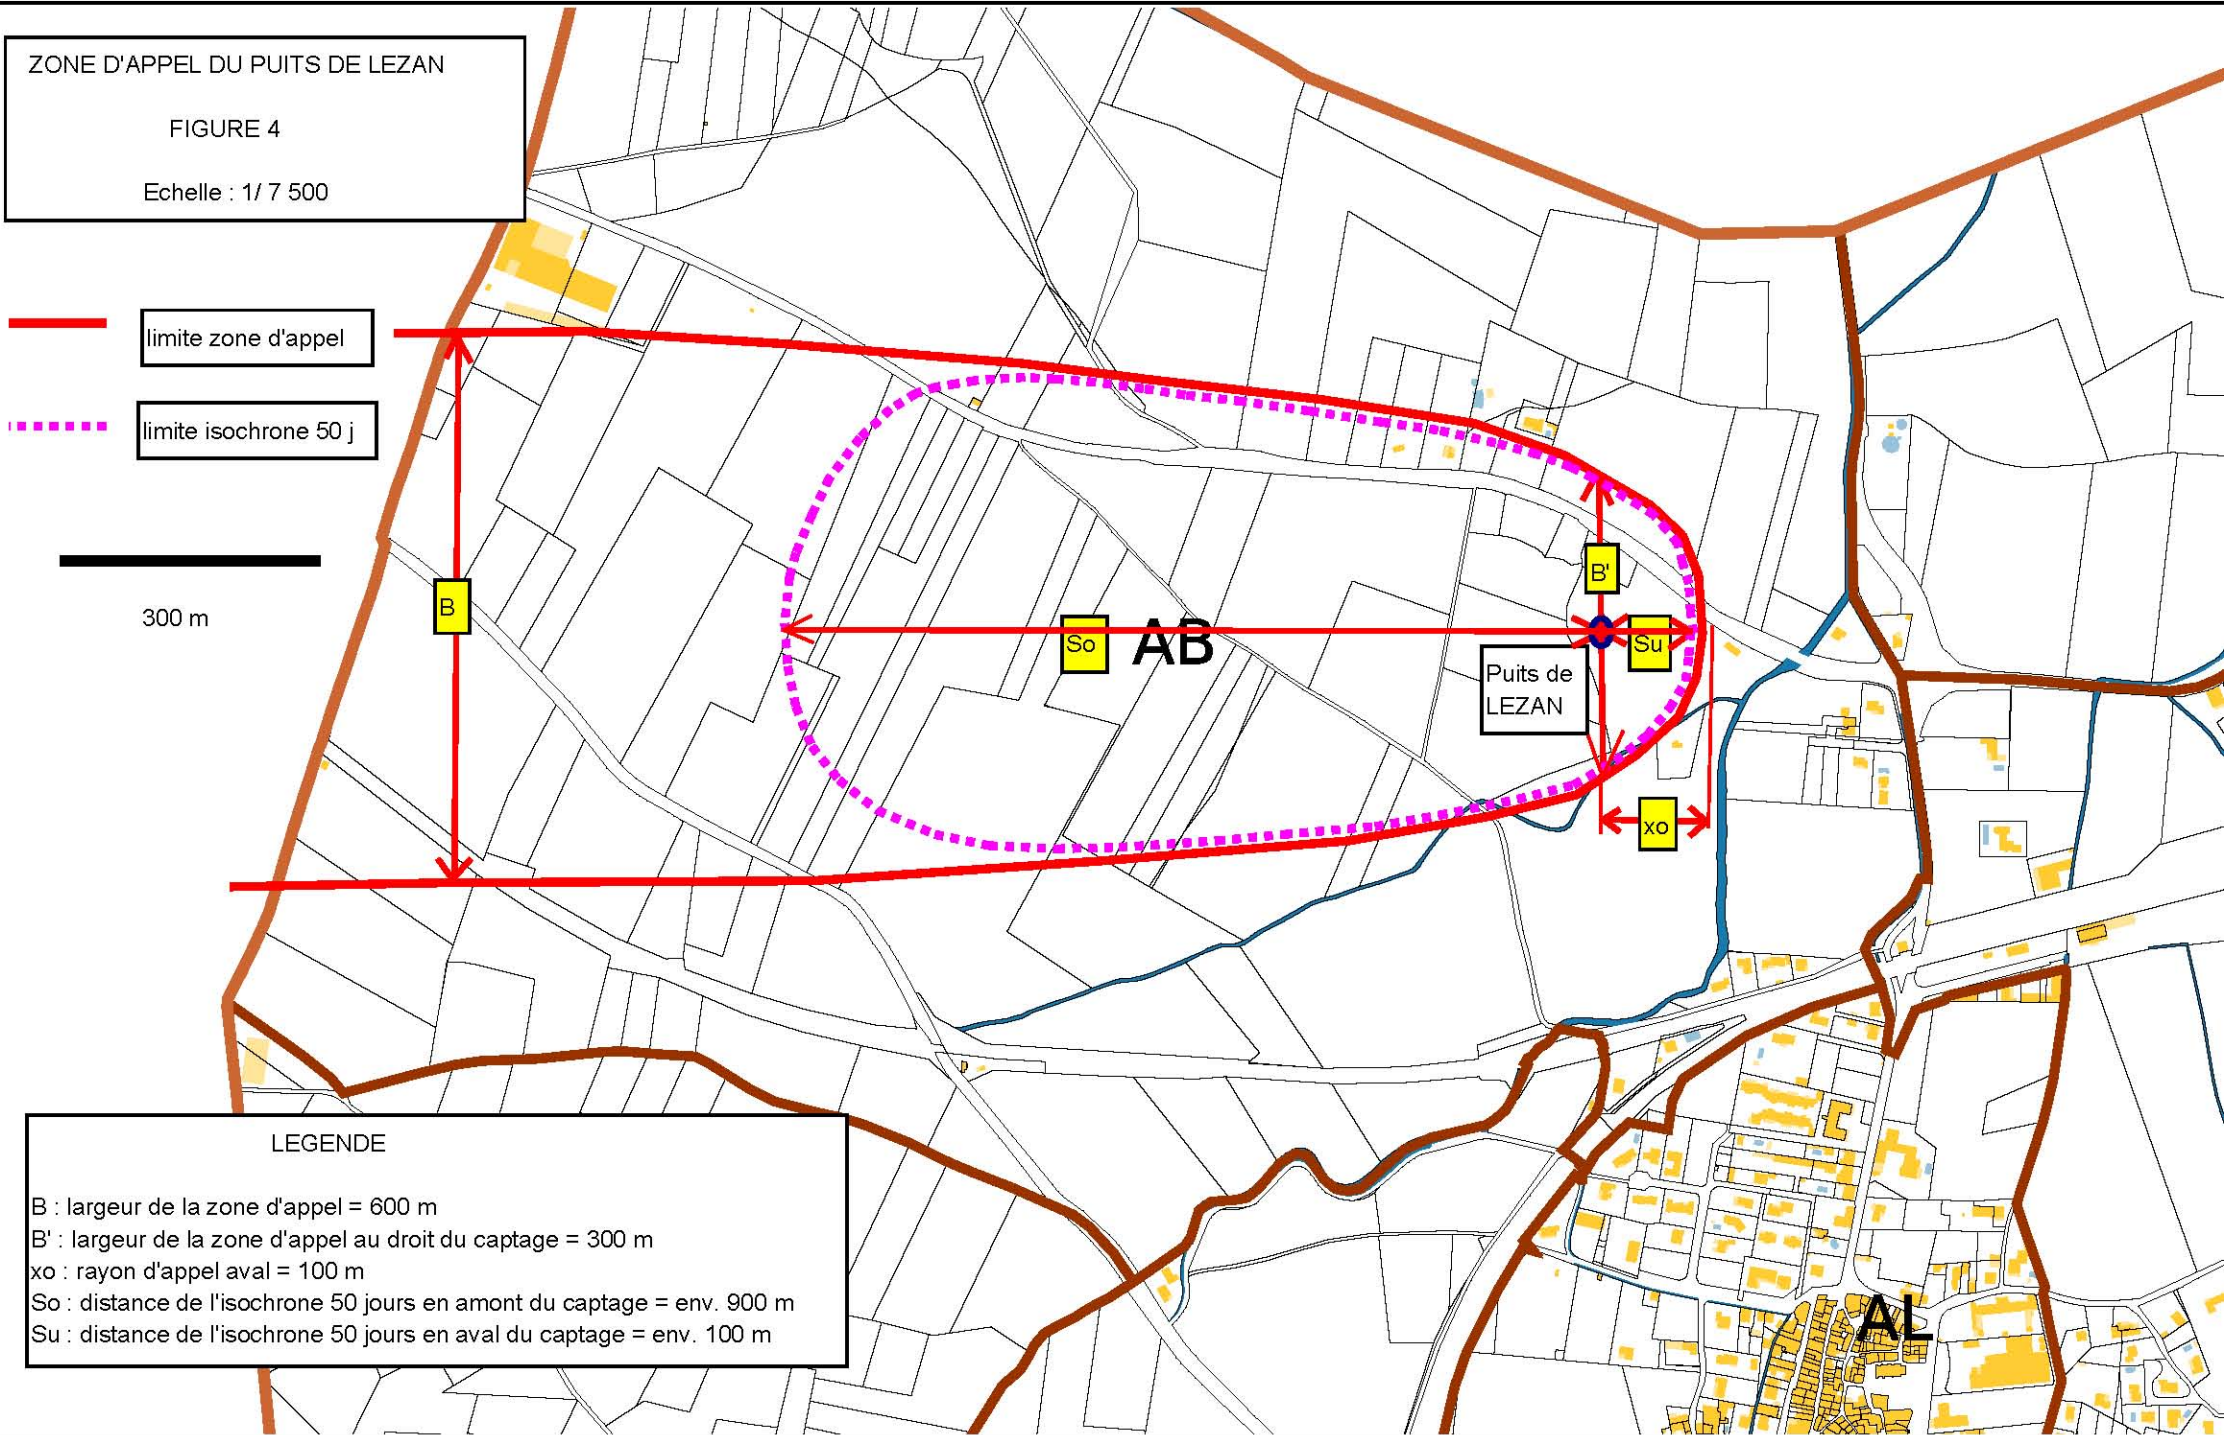 ZONE D'APPEL DU PUITS DE LEZAN
FIGURE 4
Echelle : 1/ 7 500
limite zone d'appel
limite isochrone 50 j
300 m
B
B'
So
AB
Su
Puits de
LEZAN
xo
LEGENDE
B : largeur de la zone d'appel = 600 m
B' : largeur de la zone d'appel au droit du captage = 300 m
xo : rayon d'appel aval = 100 m
So : distance de l'isochrone 50 jours en amont du captage = env. 900 m
Su : distance de l'isochrone 50 jours en aval du captage = env. 100 m
AL